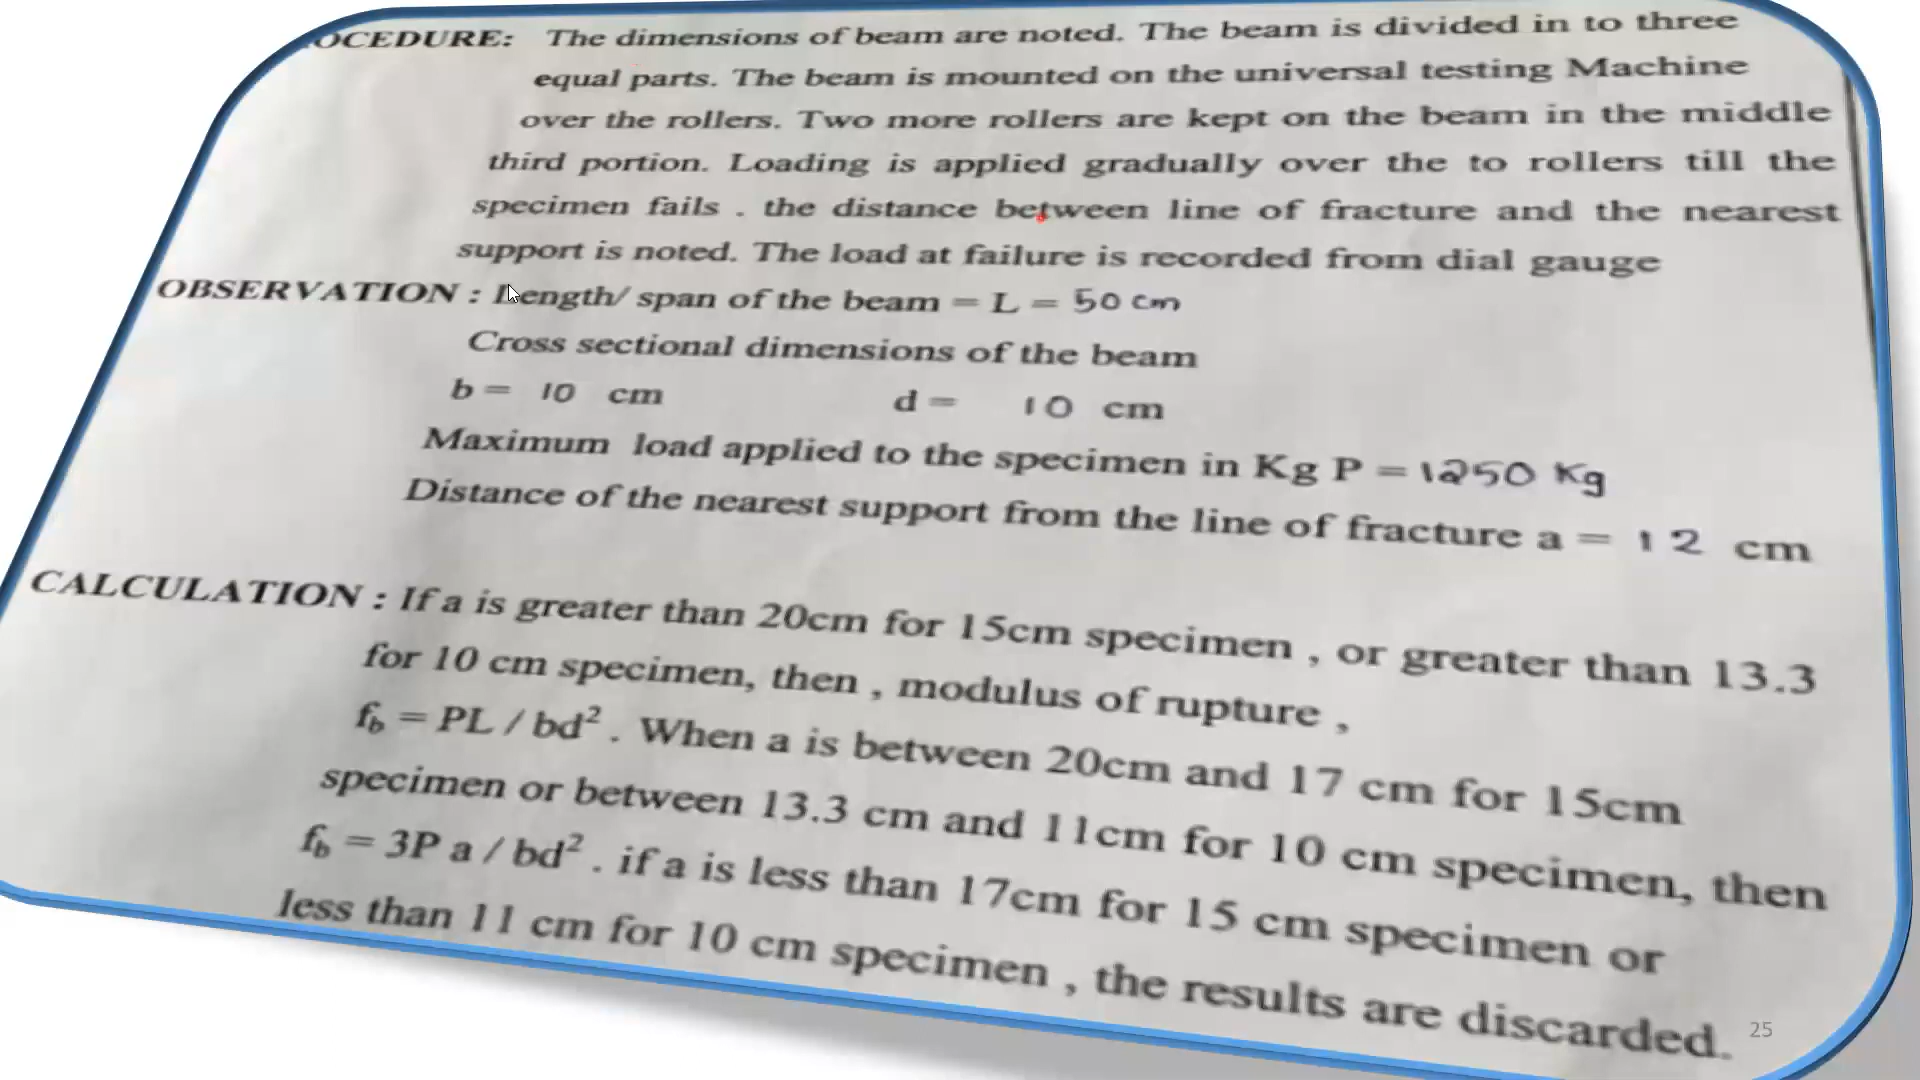 OCEDURE: The dimensions of beam are noted. The beam is divided in to three
equal parts. The beam is mounted on the universal testing Machine
over the rollers. Two more rollers are kept on the beam in the middle
third portion. Loading is applied gradually over the to rollers till the
specimen fails . the distance between line of fracture and the nearest
support is noted. The load at failure is recorded from dial gauge
OBSERVATION : Length/ span of the beam = L = 50 cm
Cross sectional dimensions of the beam
b = 10 cm d = 10 cm
Maximum load applied to the specimen in Kg P = 1250 Kg
Distance of the nearest support from the line of fracture a = 12 cm
CALCULATION : If a is greater than 20cm for 15cm specimen , or greater than 13.3
for 10 cm specimen, then , modulus of rupture ,
fb = PL / bd² . When a is between 20cm and 17 cm for 15cm
specimen or between 13.3 cm and 11cm for 10 cm specimen, then
fb = 3P a / bd² . if a is less than 17cm for 15 cm specimen or
less than 11 cm for 10 cm specimen , the results are discarded.
25